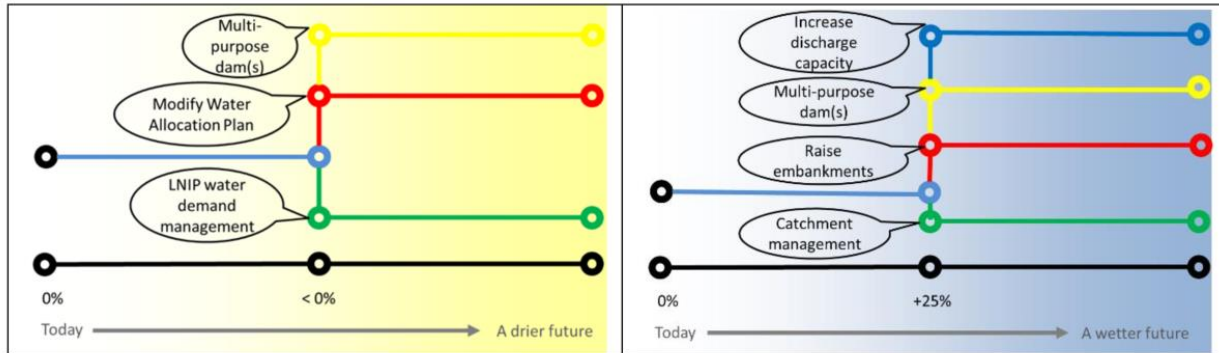 Multi-
purpose
dam(s)
Modify Water
Allocation Plan
LNIP water
demand
management
0%
< 0%
Today
A drier future
Increase
discharge
capacity
Multi-purpose
dam(s)
Raise
embankments
Catchment
management
0%
+25%
Today
A wetter future